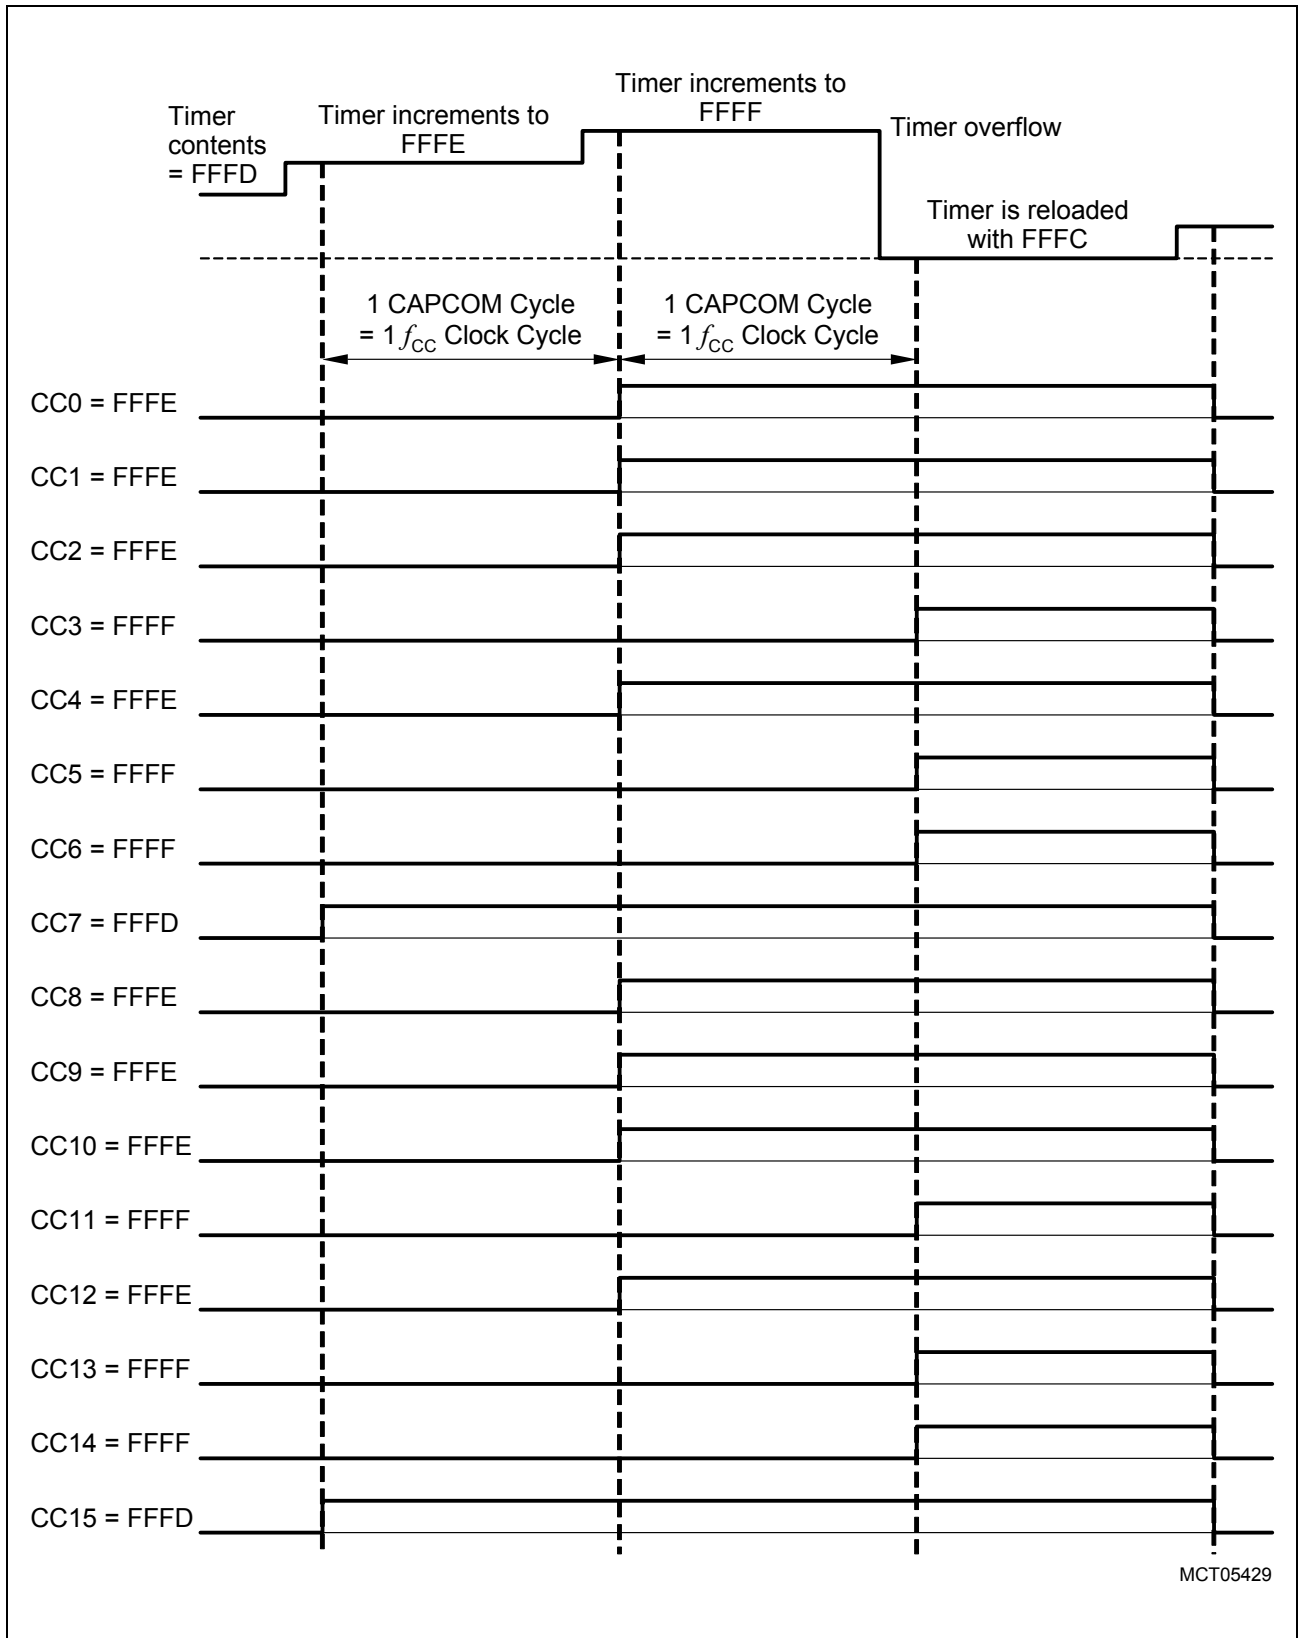 Timer increments to
FFFF
Timer
contents
= FFFD
Timer increments to
FFFE
Timer overflow
Timer is reloaded
with FFFC
1 CAPCOM Cycle
= 1 fCC Clock Cycle
1 CAPCOM Cycle
= 1 fCC Clock Cycle
CC0 = FFFE
CC1 = FFFE
CC2 = FFFE
CC3 = FFFF
CC4 = FFFE
CC5 = FFFF
CC6 = FFFF
CC7 = FFFD
CC8 = FFFE
CC9 = FFFE
CC10 = FFFE
CC11 = FFFF
CC12 = FFFE
CC13 = FFFF
CC14 = FFFF
CC15 = FFFD
MCT05429